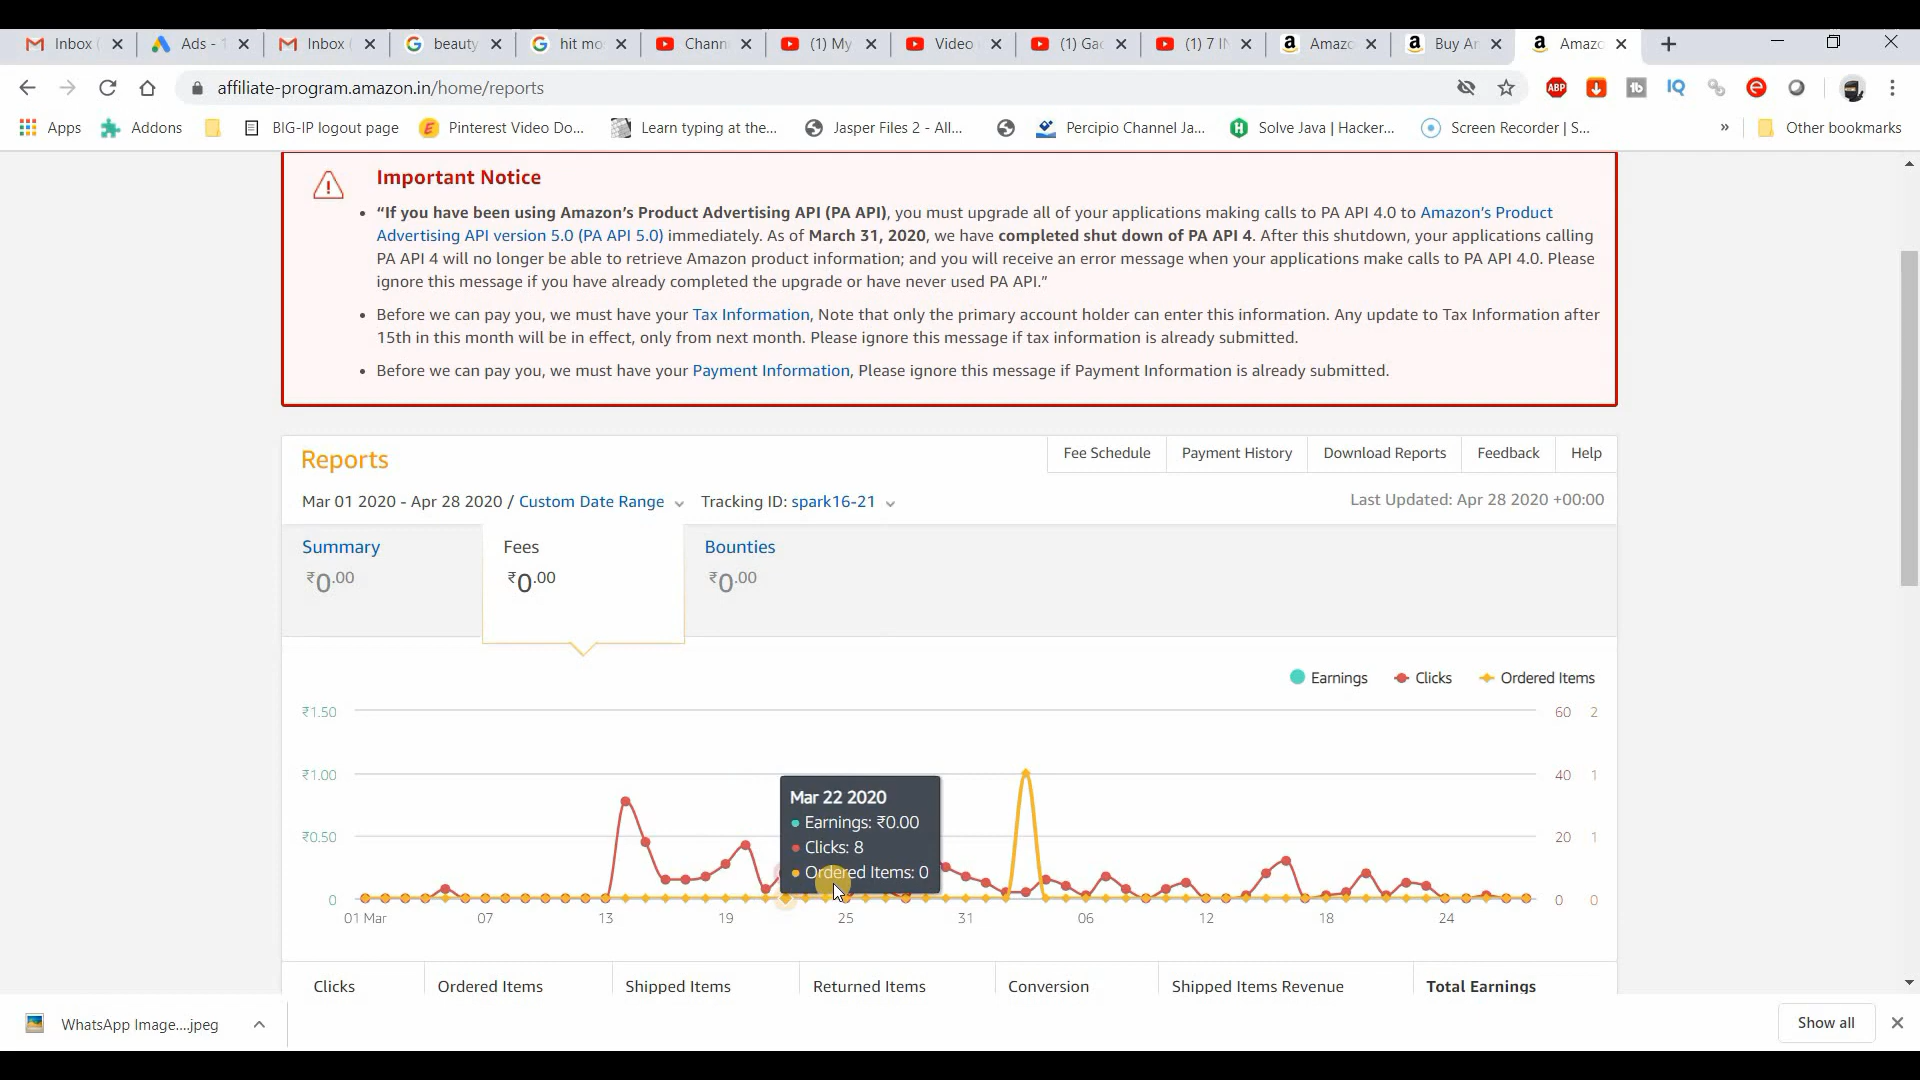 Inbox (
Ads - 1
Inbox (
beauty
hit mo
Chann
(1) My
Video
(1) Gac
(1) 7 IN
Amazo
Buy Ar
Amazo
affiliate-program.amazon.in/home/reports
Apps
Addons
BIG-IP logout page
Pinterest Video Do...
Learn typing at the...
Jasper Files 2 - All...
Percipio Channel Ja...
Solve Java | Hacker...
Screen Recorder | S...
»
Other bookmarks
Important Notice
• “If you have been using Amazon’s Product Advertising API (PA API), you must upgrade all of your applications making calls to PA API 4.0 to Amazon’s Product
Advertising API version 5.0 (PA API 5.0) immediately. As of March 31, 2020, we have completed shut down of PA API 4. After this shutdown, your applications calling
PA API 4 will no longer be able to retrieve Amazon product information; and you will receive an error message when your applications make calls to PA API 4.0. Please
ignore this message if you have already completed the upgrade or have never used PA API.”
• Before we can pay you, we must have your Tax Information, Note that only the primary account holder can enter this information. Any update to Tax Information after
15th in this month will be in effect, only from next month. Please ignore this message if tax information is already submitted.
• Before we can pay you, we must have your Payment Information, Please ignore this message if Payment Information is already submitted.
Reports
Fee Schedule
Payment History
Download Reports
Feedback
Help
Mar 01 2020 - Apr 28 2020 / Custom Date Range
Tracking ID: spark16-21
Last Updated: Apr 28 2020 +00:00
Summary
₹0.00
Fees
₹0.00
Bounties
₹0.00
Earnings
Clicks
Ordered Items
₹1.50
60 2
₹1.00
40 1
₹0.50
20 1
0
0 0
Mar 22 2020
Earnings: ₹0.00
Clicks: 8
Ordered Items: 0
01 Mar 07 13 19 25 31 06 12 18 24
Clicks
Ordered Items
Shipped Items
Returned Items
Conversion
Shipped Items Revenue
Total Earnings
WhatsApp Image....jpeg
Show all